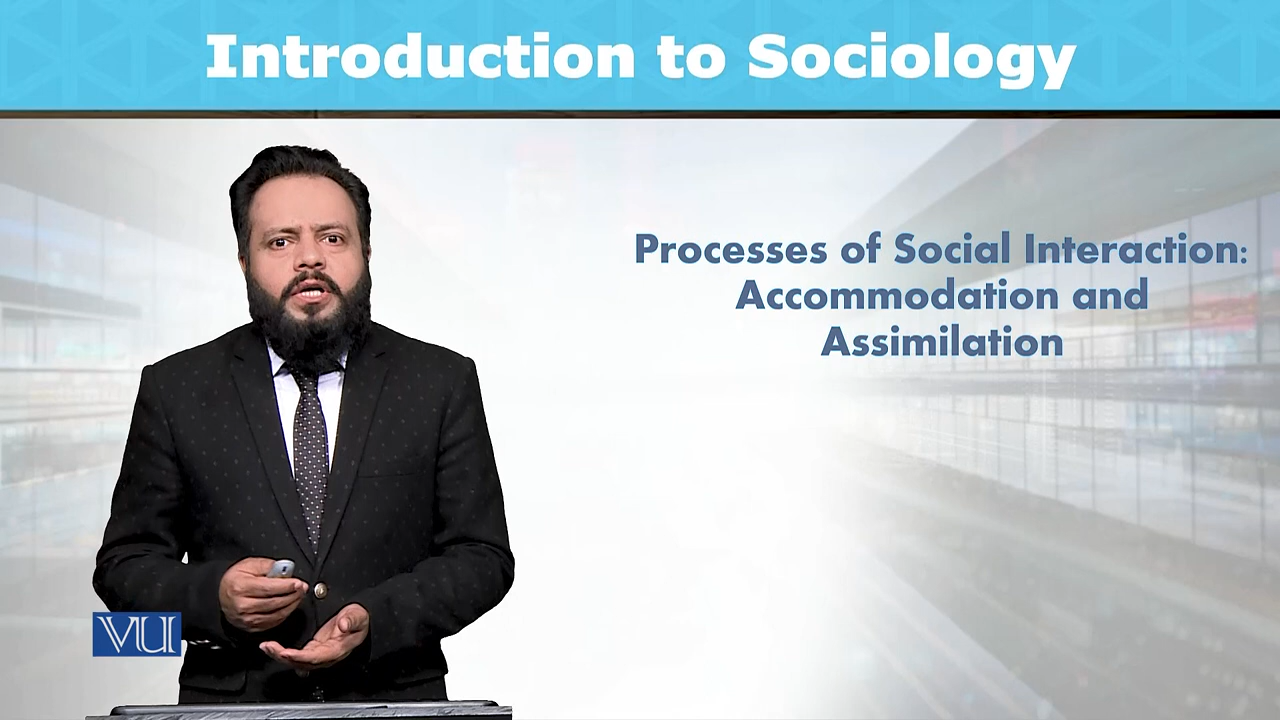 Introduction to Sociology
Processes of Social Interaction:
Accommodation and
Assimilation
VU